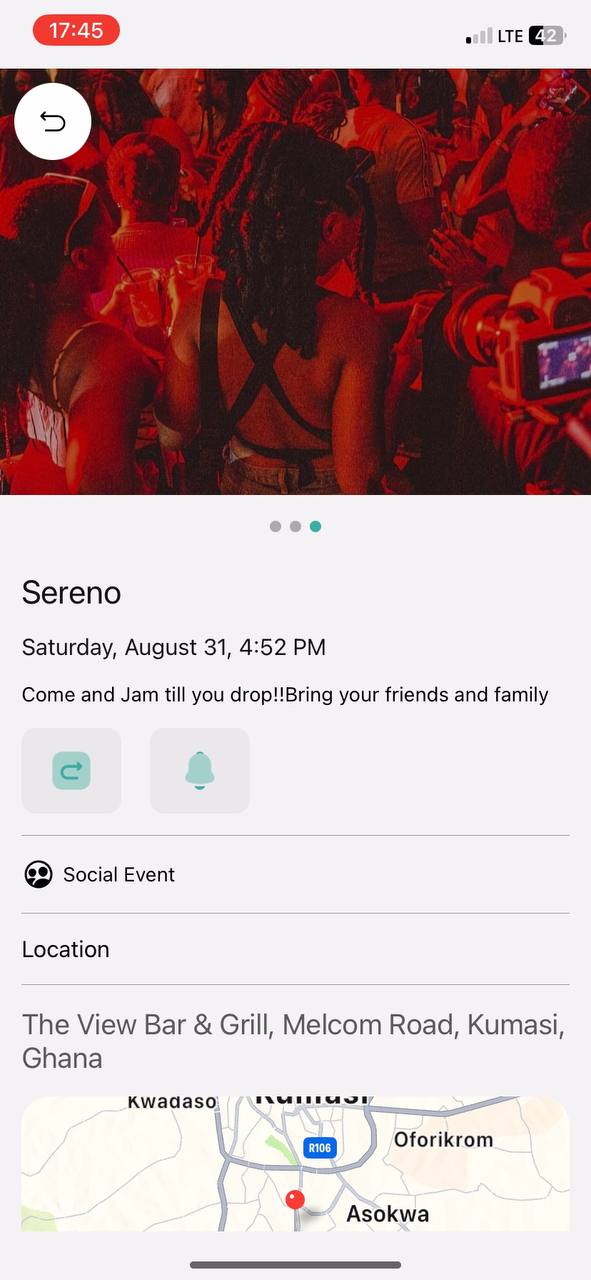 17:45
LTE 42
Sereno
Saturday, August 31, 4:52 PM
Come and Jam till you drop!!Bring your friends and family
Social Event
Location
The View Bar & Grill, Melcom Road, Kumasi,
Ghana
Kwadaso
Kumasi
Oforikrom
R106
Asokwa